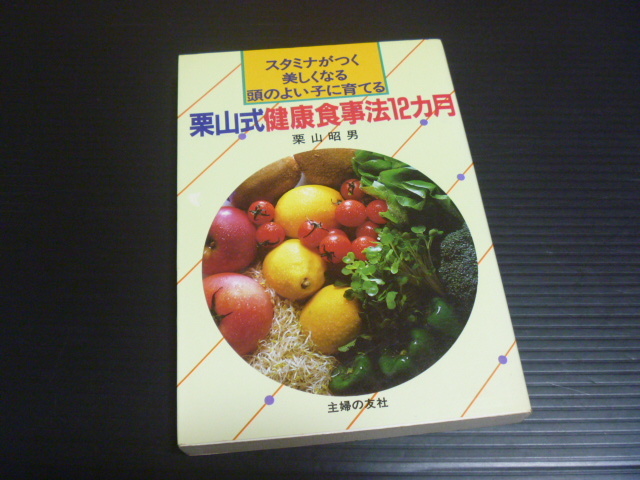 スタミナがつく
美しくなる
頭のよい子に育てる
栗山式健康食事法12カ月
栗山昭男
主婦の友社